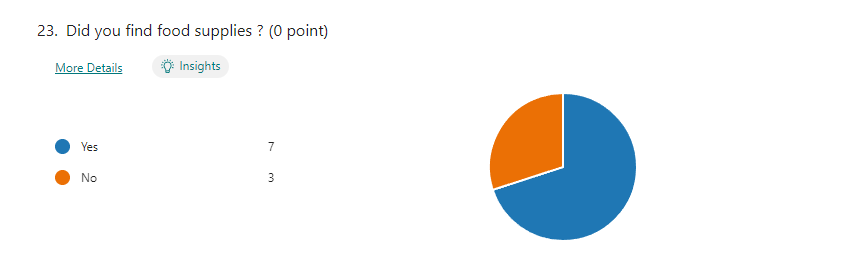 23. Did you find food supplies ? (0 point)
More Details Insights
Yes 7
No 3